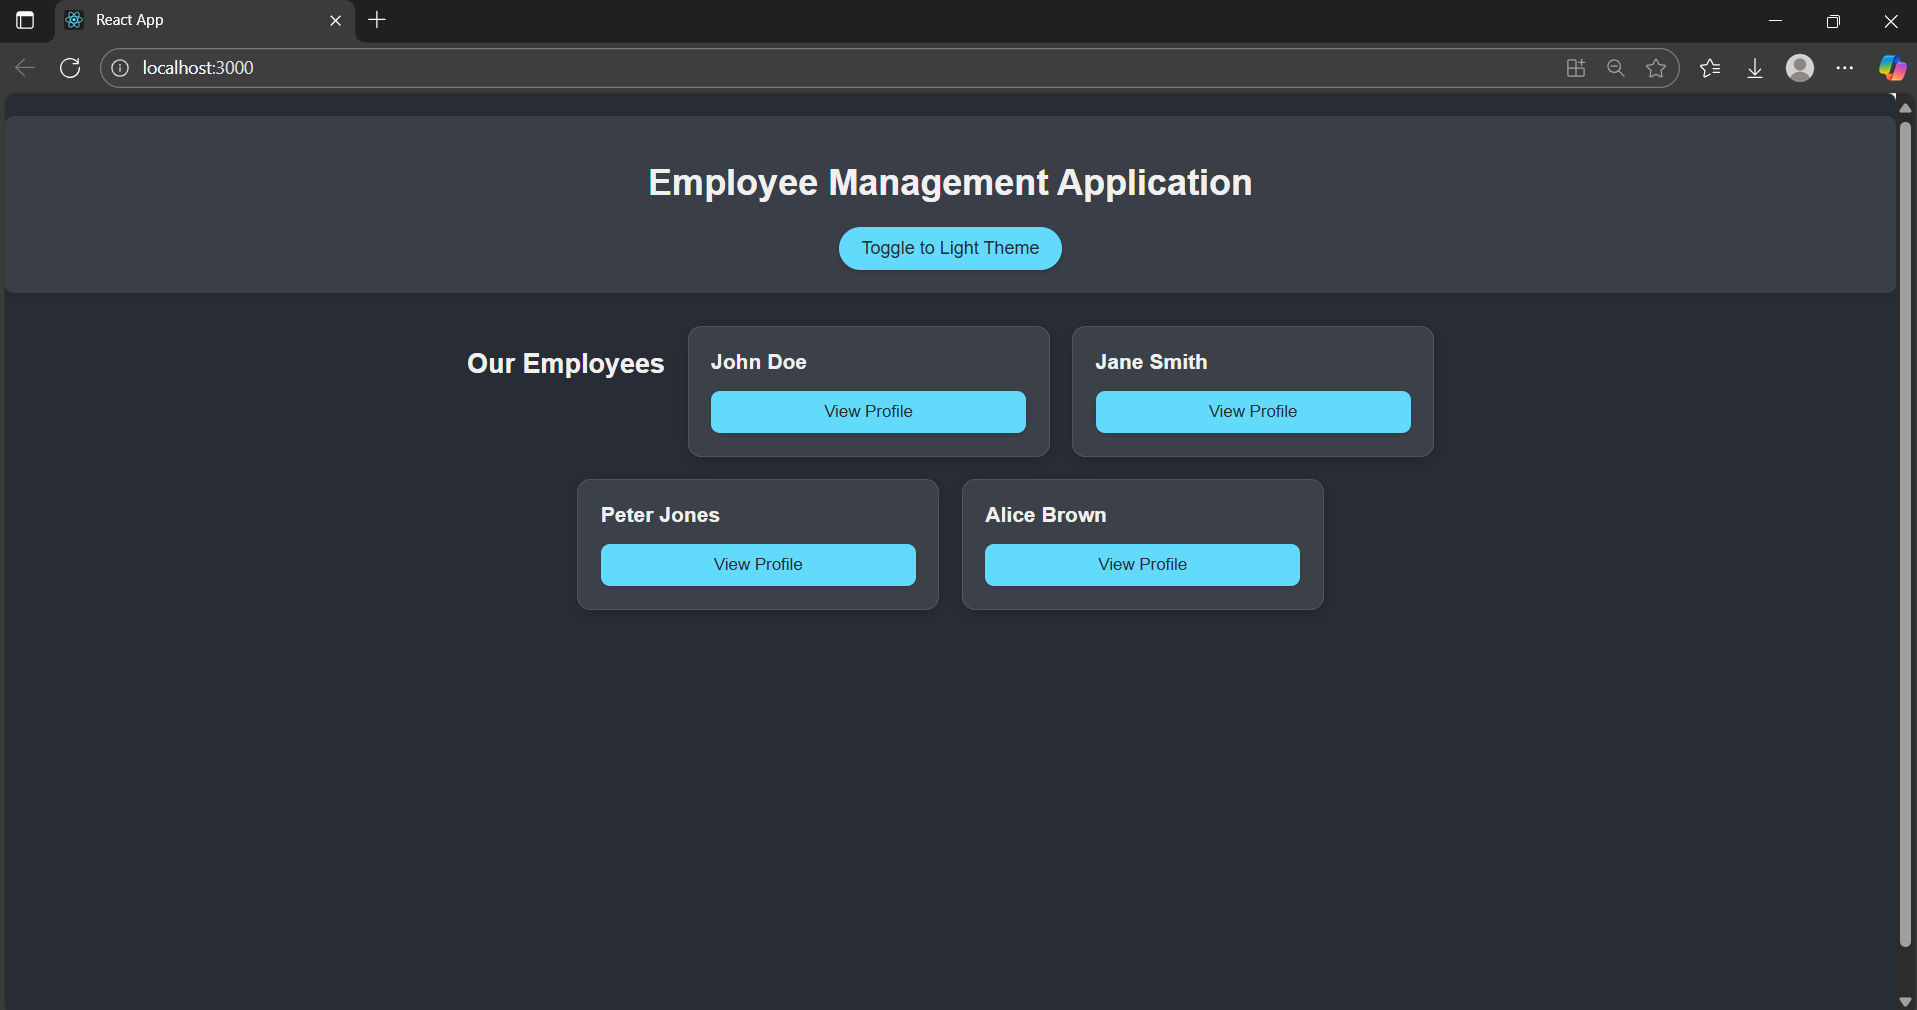 React App
localhost:3000
Employee Management Application
Toggle to Light Theme
Our Employees
John Doe
View Profile
Jane Smith
View Profile
Peter Jones
View Profile
Alice Brown
View Profile